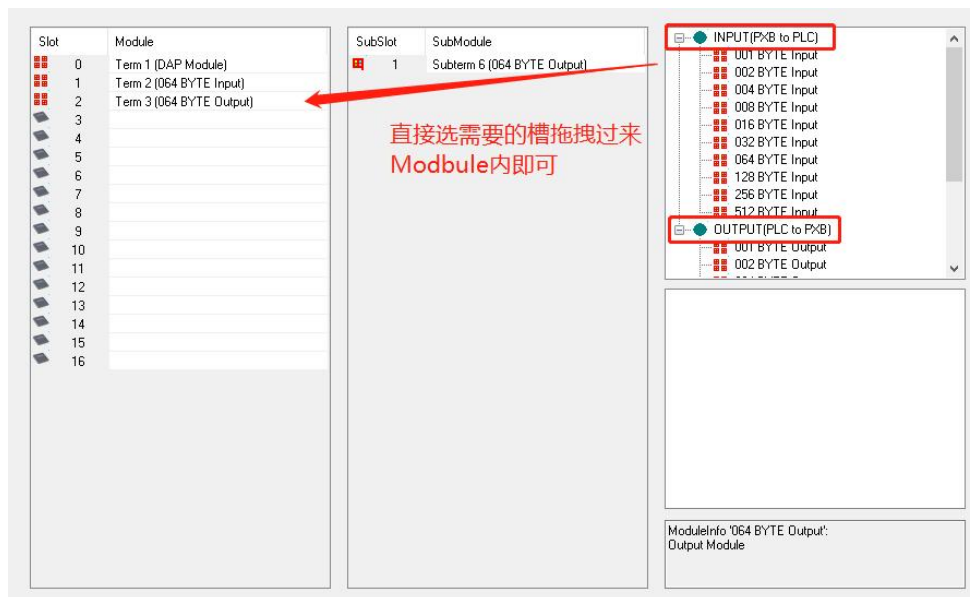 Slot Module
0 Term 1 (DAP Module)
1 Term 2 (064 BYTE Input)
2 Term 3 (064 BYTE Output)
3
4
5
6
7
8
9
10
11
12
13
14
15
16
SubSlot SubModule
1 Subterm 6 (064 BYTE Output)
直接选需要的槽拖拽过来
Modbule内即可
INPUT(PXB to PLC)
001 BYTE Input
002 BYTE Input
004 BYTE Input
008 BYTE Input
016 BYTE Input
032 BYTE Input
064 BYTE Input
128 BYTE Input
256 BYTE Input
512 BYTE Input
OUTPUT(PLC to PXB)
001 BYTE Output
002 BYTE Output
ModuleInfo '064 BYTE Output':
Output Module